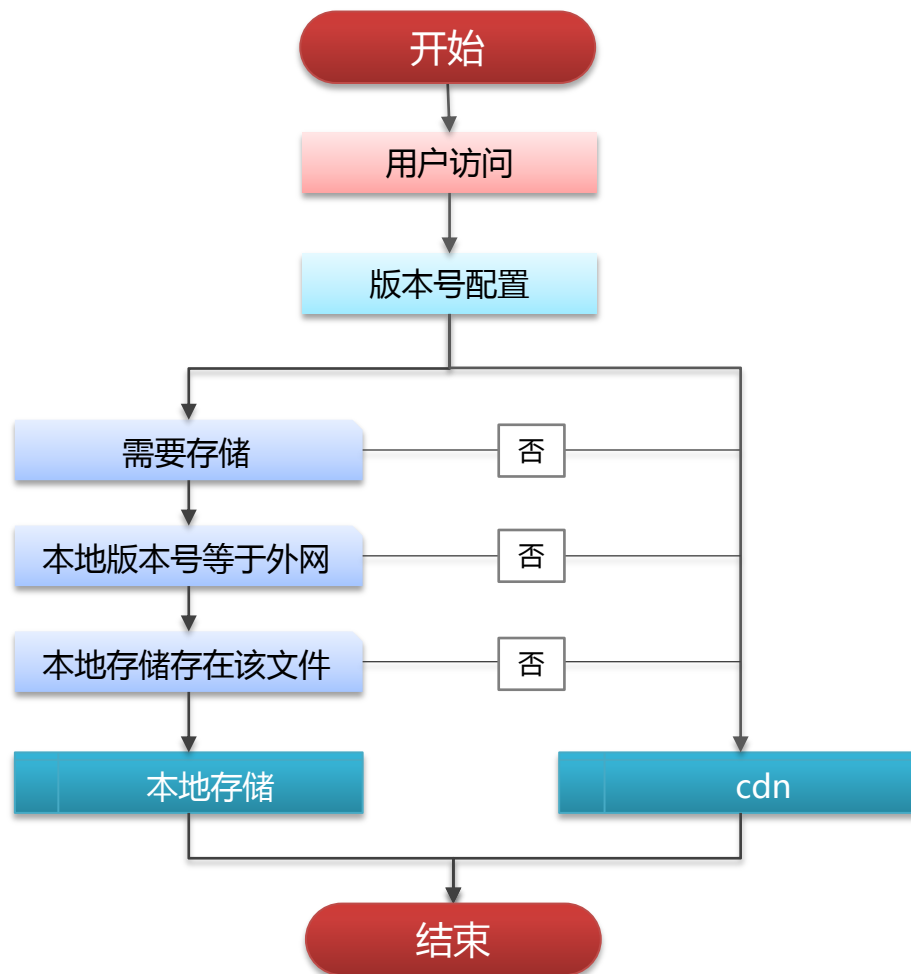 开始
用户访问
版本号配置
需要存储
否
本地版本号等于外网
否
本地存储存在该文件
否
本地存储
cdn
结束